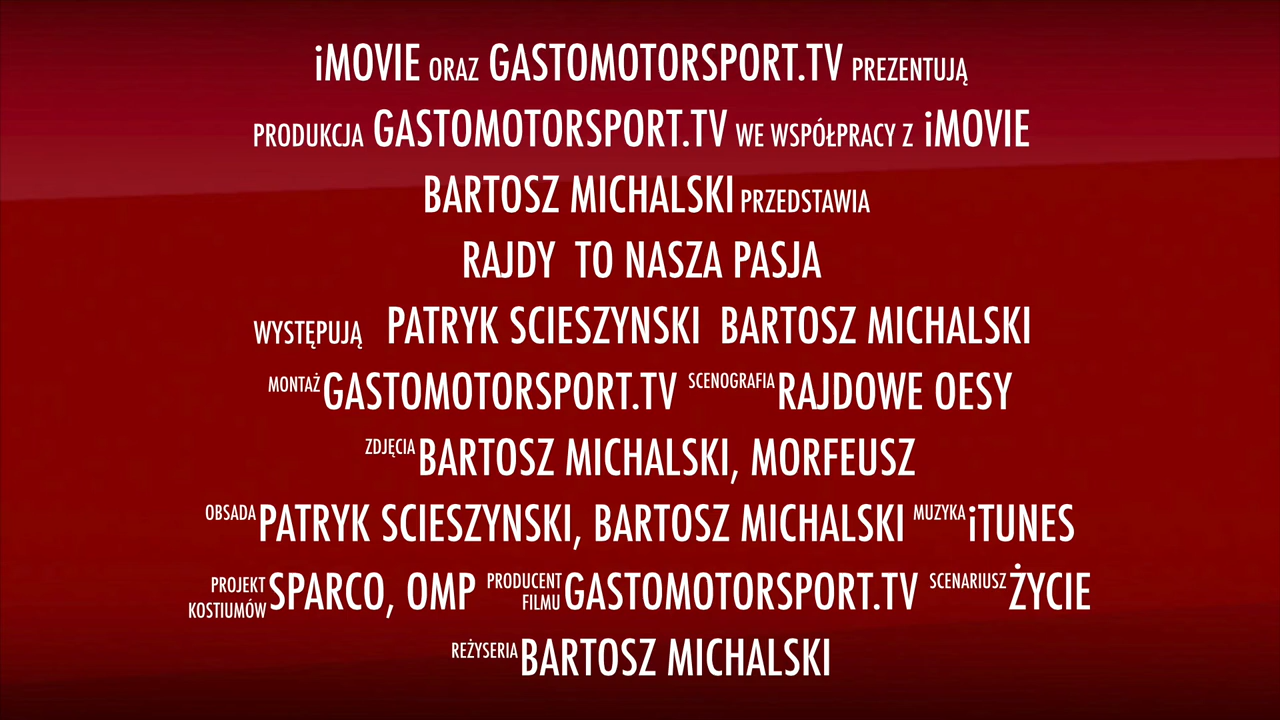 iMOVIE ORAZ GASTOMOTORSPORT.TV PREZENTUJĄ
PRODUKCJA GASTOMOTORSPORT.TV WE WSPÓŁPRACY Z iMOVIE
BARTOSZ MICHALSKI PRZEDSTAWIA
RAJDY TO NASZA PASJA
WYSTĘPUJĄ PATRYK SCIESZYNSKI BARTOSZ MICHALSKI
MONTAŻ GASTOMOTORSPORT.TV SCENOGRAFIA RAJDOWE OESY
ZDJĘCIA BARTOSZ MICHALSKI, MORFEUSZ
OBSADA PATRYK SCIESZYNSKI, BARTOSZ MICHALSKI MUZYKA iTUNES
PROJEKT KOSTIUMÓW SPARCO, OMP PRODUCENT FILMU GASTOMOTORSPORT.TV SCENARIUSZ ŻYCIE
REŻYSERIA BARTOSZ MICHALSKI